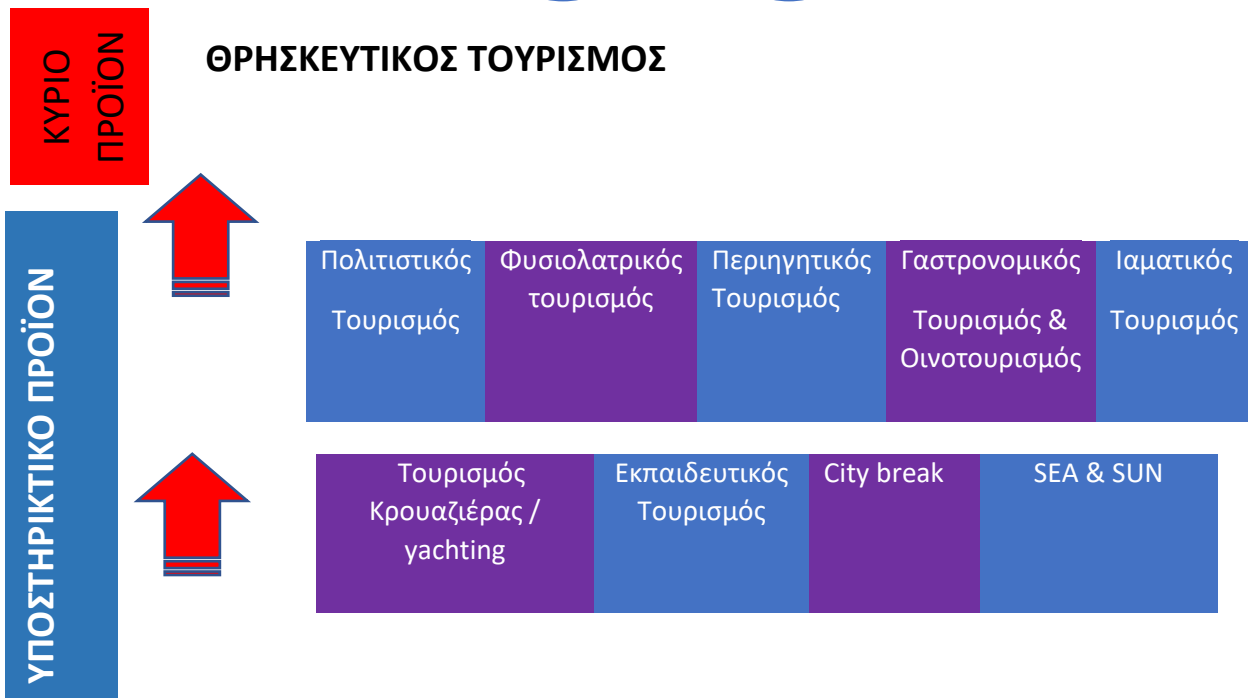 ΚΥΡΙΟ
ΠΡΟΪΟΝ
ΘΡΗΣΚΕΥΤΙΚΟΣ ΤΟΥΡΙΣΜΟΣ
ΥΠΟΣΤΗΡΙΚΤΙΚΟ ΠΡΟΪΟΝ
Πολιτιστικός
Τουρισμός
Φυσιολατρικός
τουρισμός
Περιηγητικός
Τουρισμός
Γαστρονομικός
Τουρισμός &
Οινοτουρισμός
Ιαματικός
Τουρισμός
Τουρισμός
Κρουαζιέρας /
yachting
Εκπαιδευτικός
Τουρισμός
City break
SEA & SUN